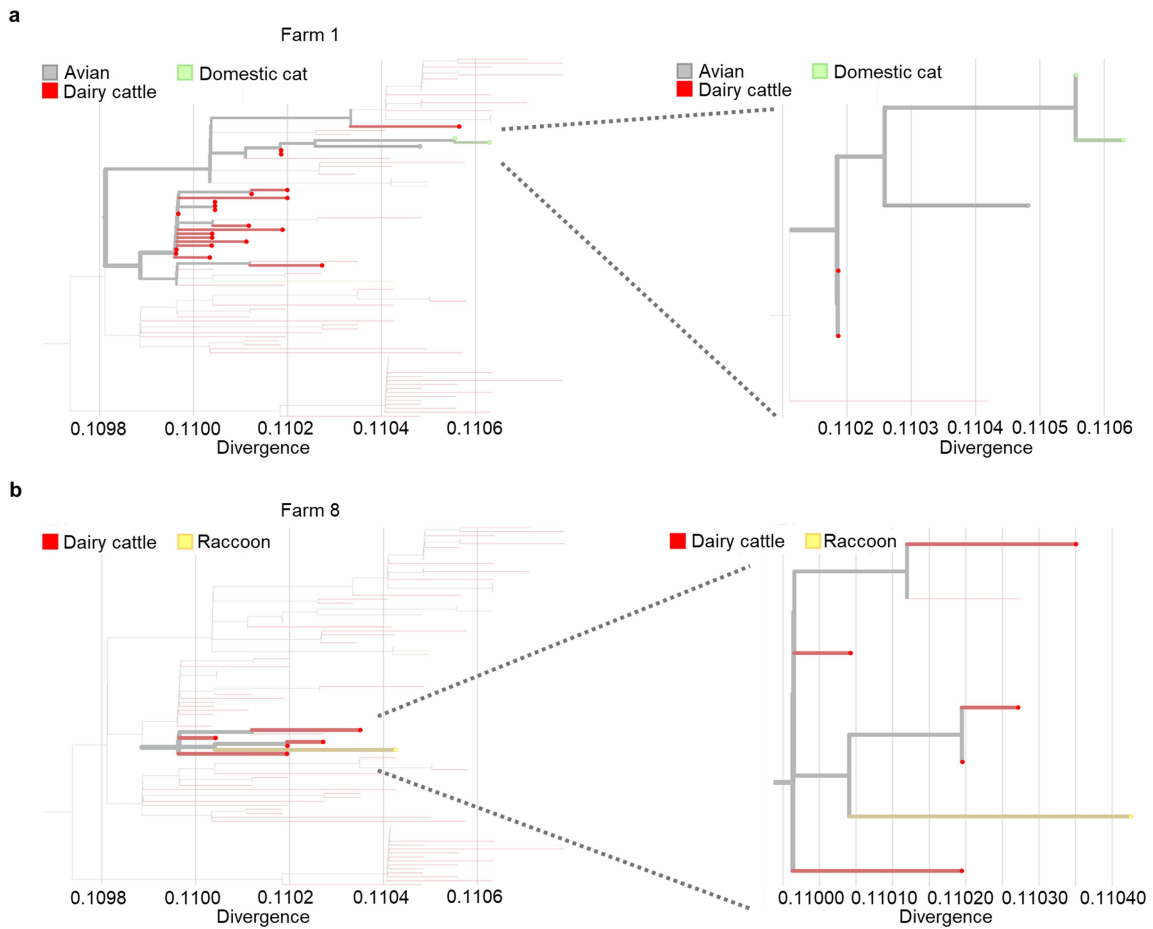 a
Farm 1
Avian
Domestic cat
Dairy cattle
0.1098 0.1100 0.1102 0.1104 0.1106
Divergence
Avian
Domestic cat
Dairy cattle
0.1102 0.1103 0.1104 0.1105 0.1106
Divergence
b
Farm 8
Dairy cattle Raccoon
0.1098 0.1100 0.1102 0.1104 0.1106
Divergence
Dairy cattle Raccoon
0.11000 0.11010 0.11020 0.11030 0.11040
Divergence